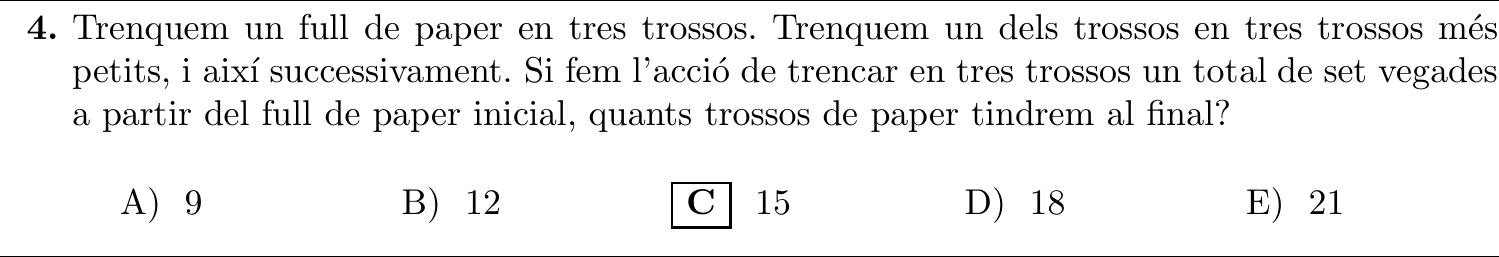 4. Trenquem un full de paper en tres trossos. Trenquem un dels trossos en tres trossos més
petits, i així successivament. Si fem l'acció de trencar en tres trossos un total de set vegades
a partir del full de paper inicial, quants trossos de paper tindrem al final?
A) 9 B) 12 C 15 D) 18 E) 21